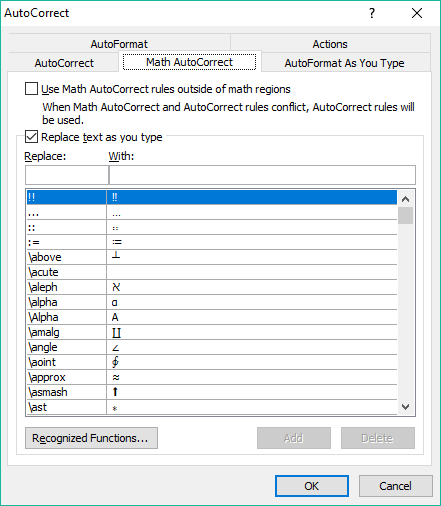 AutoCorrect ?
AutoFormat Actions
AutoCorrect Math AutoCorrect AutoFormat As You Type
Use Math AutoCorrect rules outside of math regions
When Math AutoCorrect and AutoCorrect rules conflict, AutoCorrect rules will
be used.
Replace text as you type
Replace: With:
!! ‼
... …
:: ∷
:= ≔
\above ┴
\acute
\aleph ℵ
\alpha α
\Alpha Α
\amalg ∐
\angle ∠
\aoint ∳
\approx ≈
\asmash ⬆
\ast ∗
Recognized Functions... Add Delete
OK Cancel